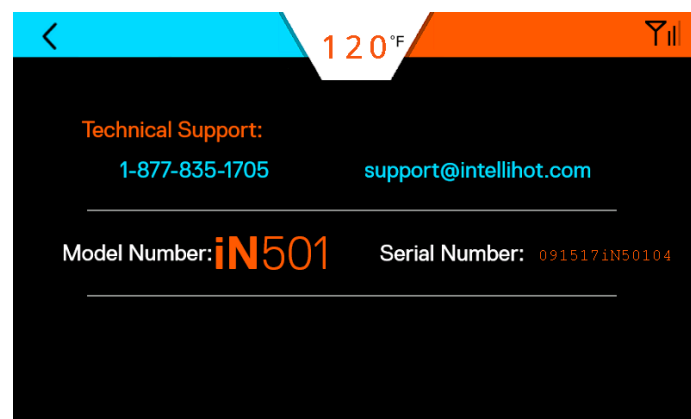 120°F
Technical Support:
1-877-835-1705 support@intellihot.com
Model Number: iN501 Serial Number: 091517iN50104